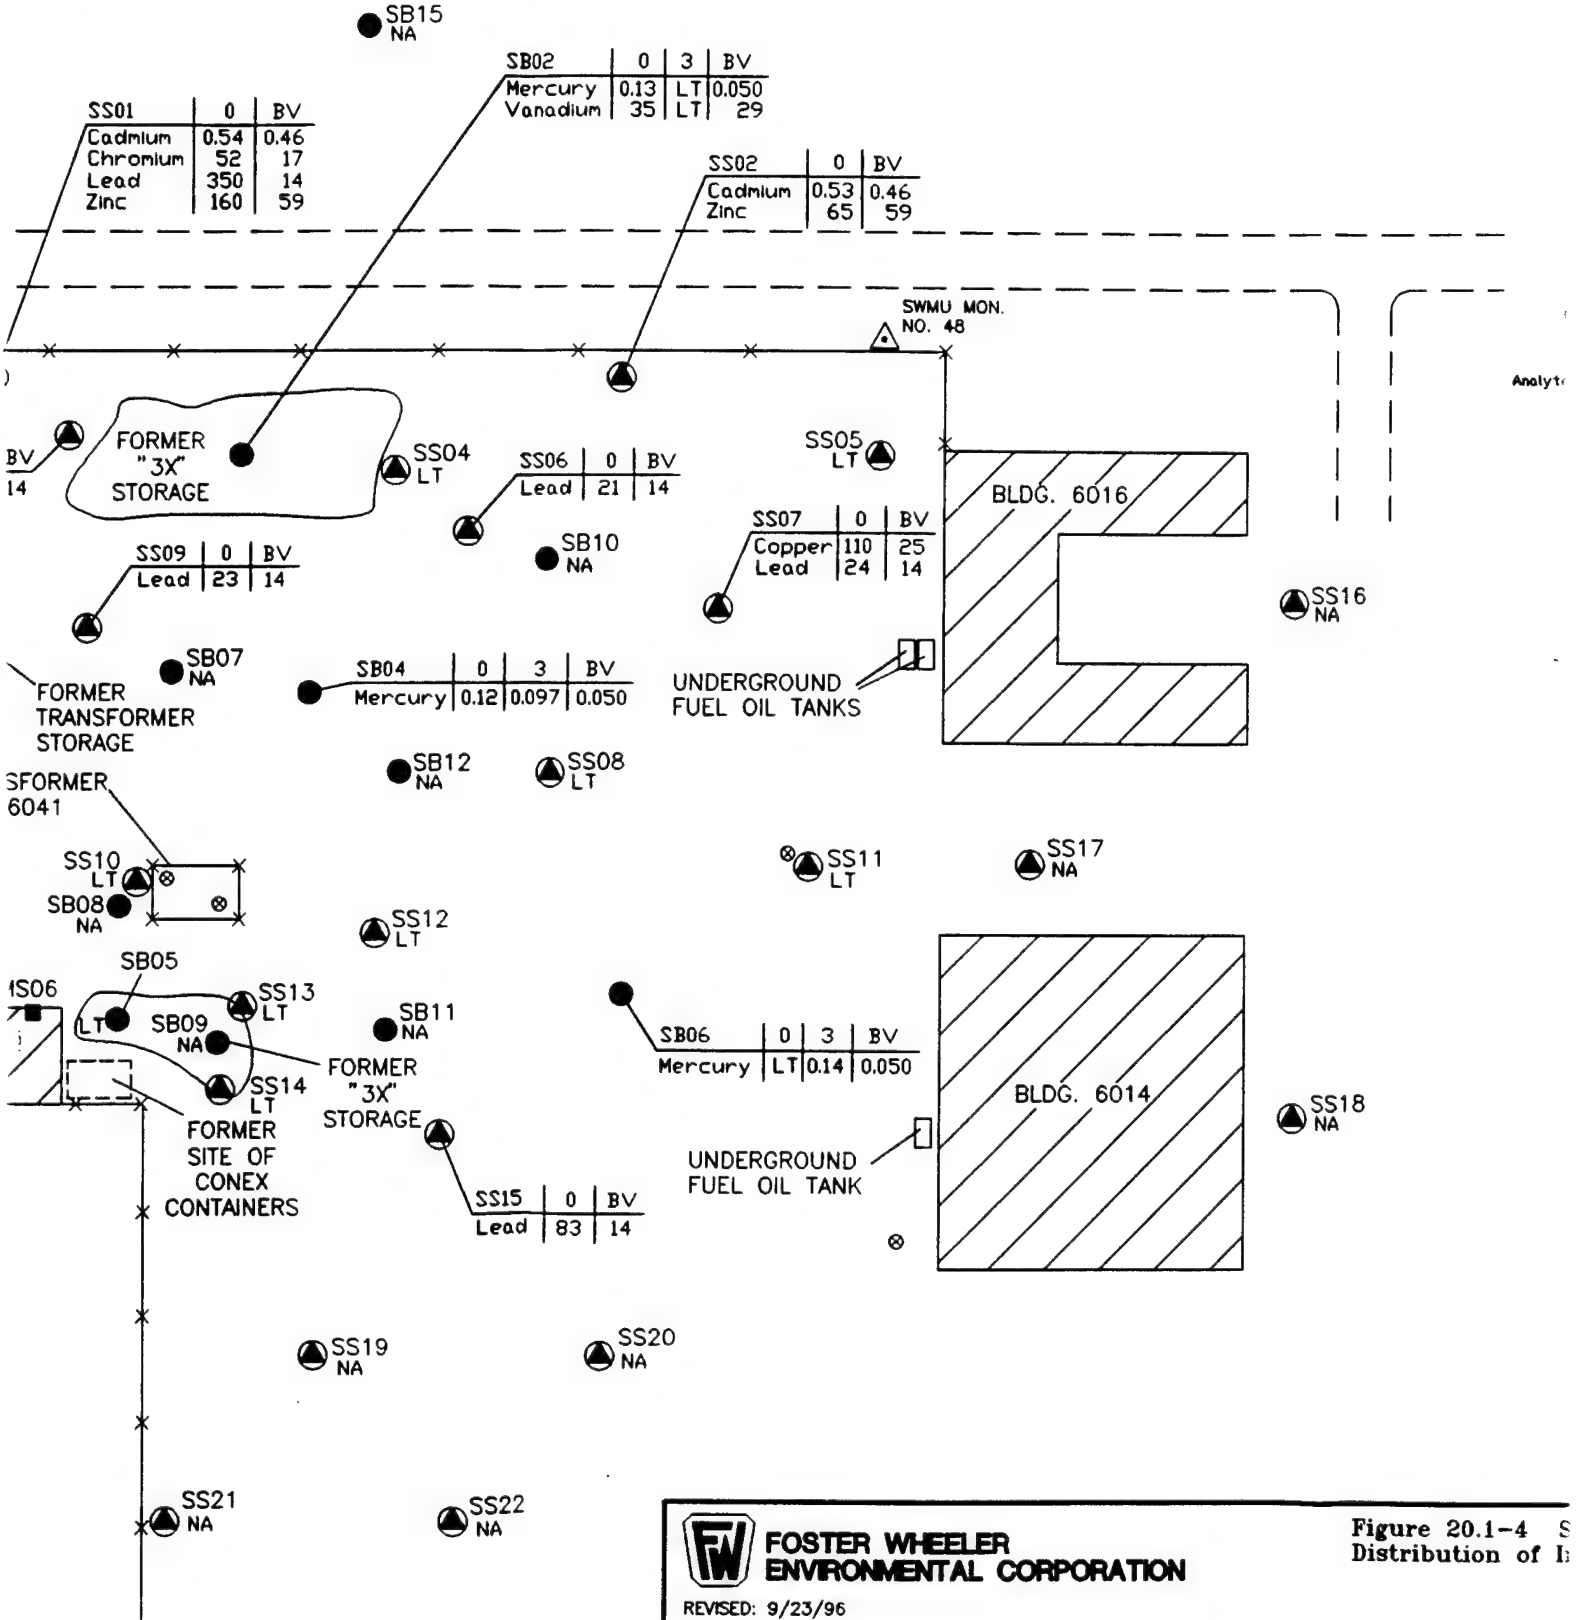 SB15
NA
SB02 0 3 BV
Mercury 0.13 LT 0.050
Vanadium 35 LT 29
SS01 0 BV
Cadmium 0.54 0.46
Chromium 52 17
Lead 350 14
Zinc 160 59
SS02 0 BV
Cadmium 0.53 0.46
Zinc 65 59
SWMU MON.
NO. 48
)
BV
14
FORMER
"3X"
STORAGE
SS04
LT
SS06 0 BV
Lead 21 14
SS05
LT
BLDG. 6016
SS07 0 BV
Copper 110 25
Lead 24 14
SB10
NA
SS09 0 BV
Lead 23 14
SS16
NA
SB07
NA
SB04 0 3 BV
Mercury 0.12 0.097 0.050
UNDERGROUND
FUEL OIL TANKS
FORMER
TRANSFORMER
STORAGE
SB12
NA
SS08
LT
SFORMER
6041
SS10
LT
SB08
NA
SS11
LT
SS17
NA
SS12
LT
SB05
LT
SS13
LT
SB09
NA
SB11
NA
SB06 0 3 BV
Mercury LT 0.14 0.050
FORMER
"3X"
STORAGE
SS14
LT
FORMER
SITE OF
CONEX
CONTAINERS
BLDG. 6014
SS18
NA
UNDERGROUND
FUEL OIL TANK
SS15 0 BV
Lead 83 14
SS19
NA
SS20
NA
SS21
NA
SS22
NA
FW
FOSTER WHEELER
ENVIRONMENTAL CORPORATION
REVISED: 9/23/96
Figure 20.1-4
Distribution of